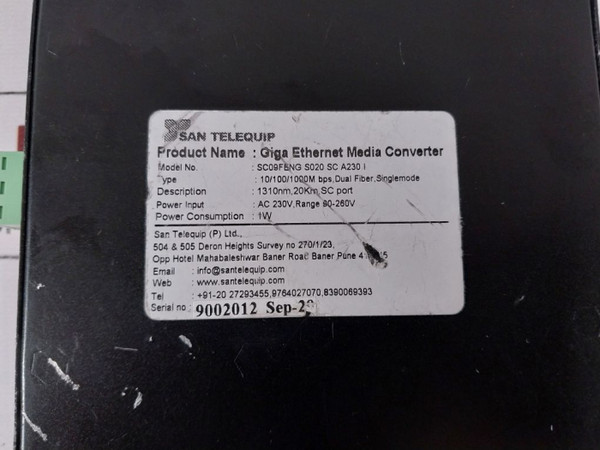 SAN TELEQUIP
Product Name : Giga Ethernet Media Converter
Model No. : SC09FENG S020 SC A230 I
Type : 10/100/1000M bps,Dual Fiber,Singlemode
Description : 1310nm,20Km SC port
Power Input : AC 230V,Range 60-260V
Power Consumption : 1W
San Telequip (P) Ltd.,
504 & 505 Deron Heights Survey no 270/1/23,
Opp Hotel Mahabaleshwar Baner Road Baner Pune
Email : info@santelequip.com
Web : www.santelequip.com
Tel : +91-20 27293455,9764027070,8390069393
Serial no : 9002012 Sep-